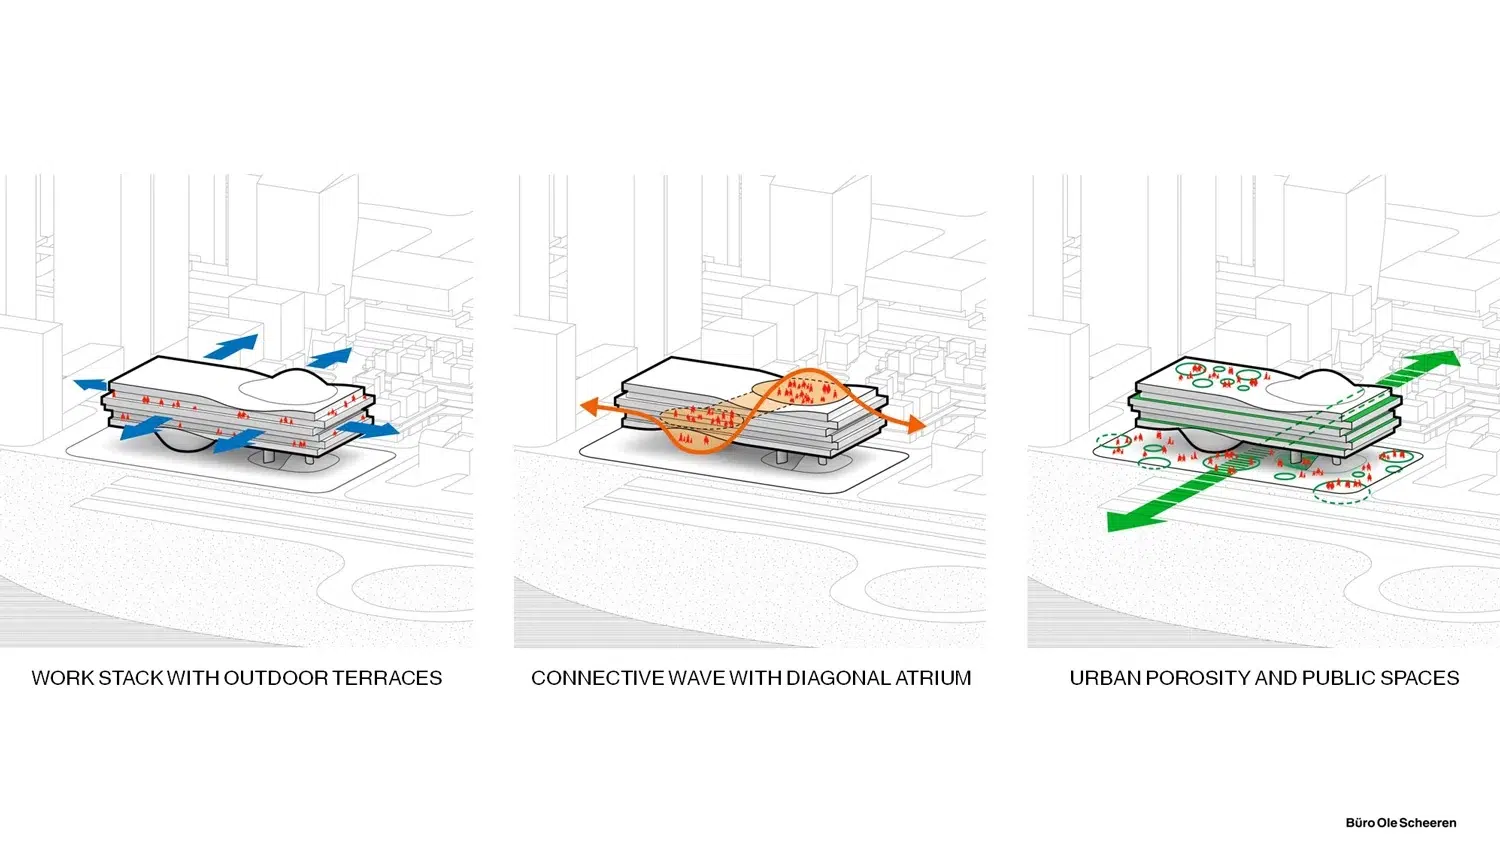 WORK STACK WITH OUTDOOR TERRACES
CONNECTIVE WAVE WITH DIAGONAL ATRIUM
URBAN POROSITY AND PUBLIC SPACES
Büro Ole Scheeren